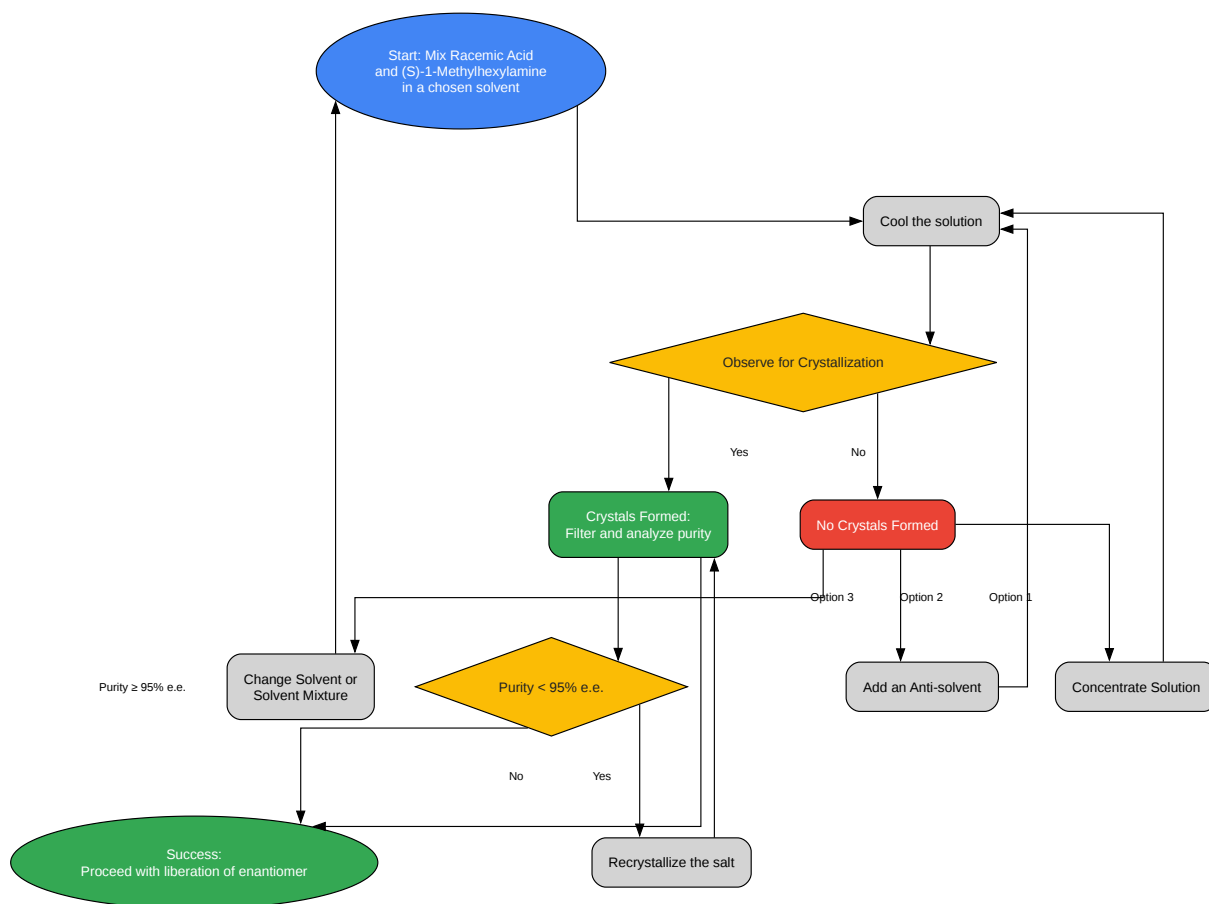 Start: Mix Racemic Acid
and (S)-1-Methylhexylamine
in a chosen solvent
Cool the solution
Observe for Crystallization
Yes
No
Crystals Formed:
Filter and analyze purity
No Crystals Formed
Option 3
Option 2
Option 1
Change Solvent or
Solvent Mixture
Purity ≥ 95% e.e.
Purity < 95% e.e.
Add an Anti-solvent
Concentrate Solution
No
Yes
Success:
Proceed with liberation of enantiomer
Recrystallize the salt